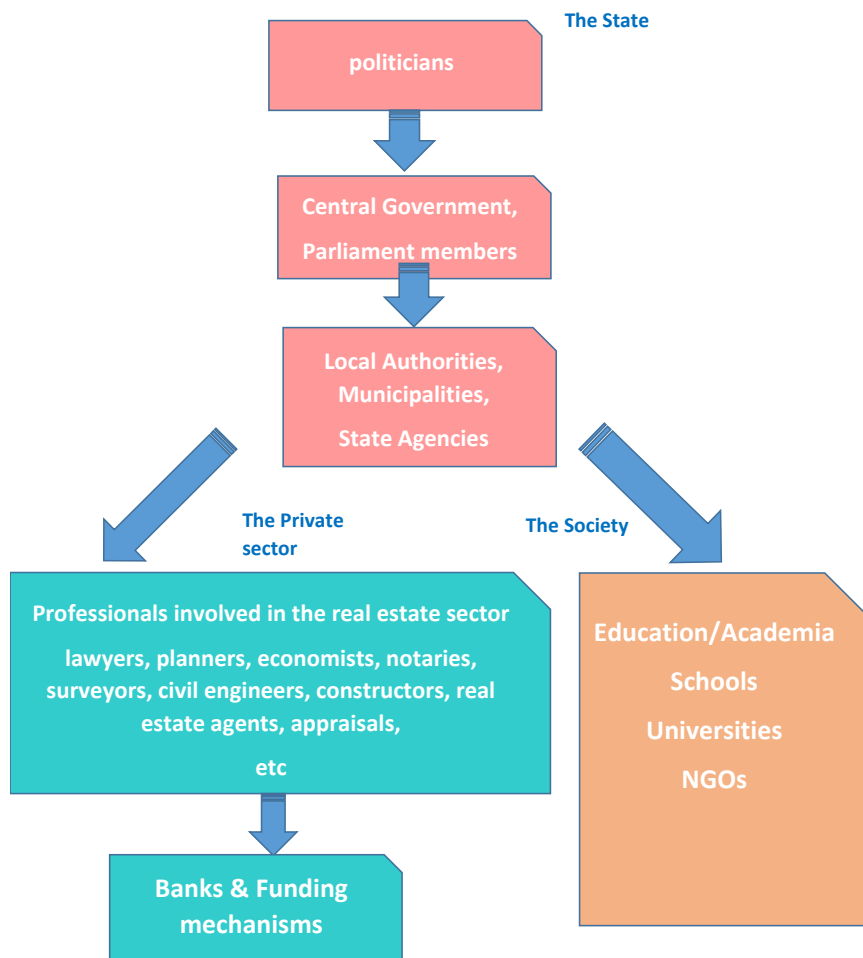 The State
politicians
Central Government,
Parliament members
Local Authorities,
Municipalities,
State Agencies
The Private
sector
The Society
Professionals involved in the real estate sector
lawyers, planners, economists, notaries,
surveyors, civil engineers, constructors, real
estate agents, appraisals,
etc
Education/Academia
Schools
Universities
NGOs
Banks & Funding
mechanisms